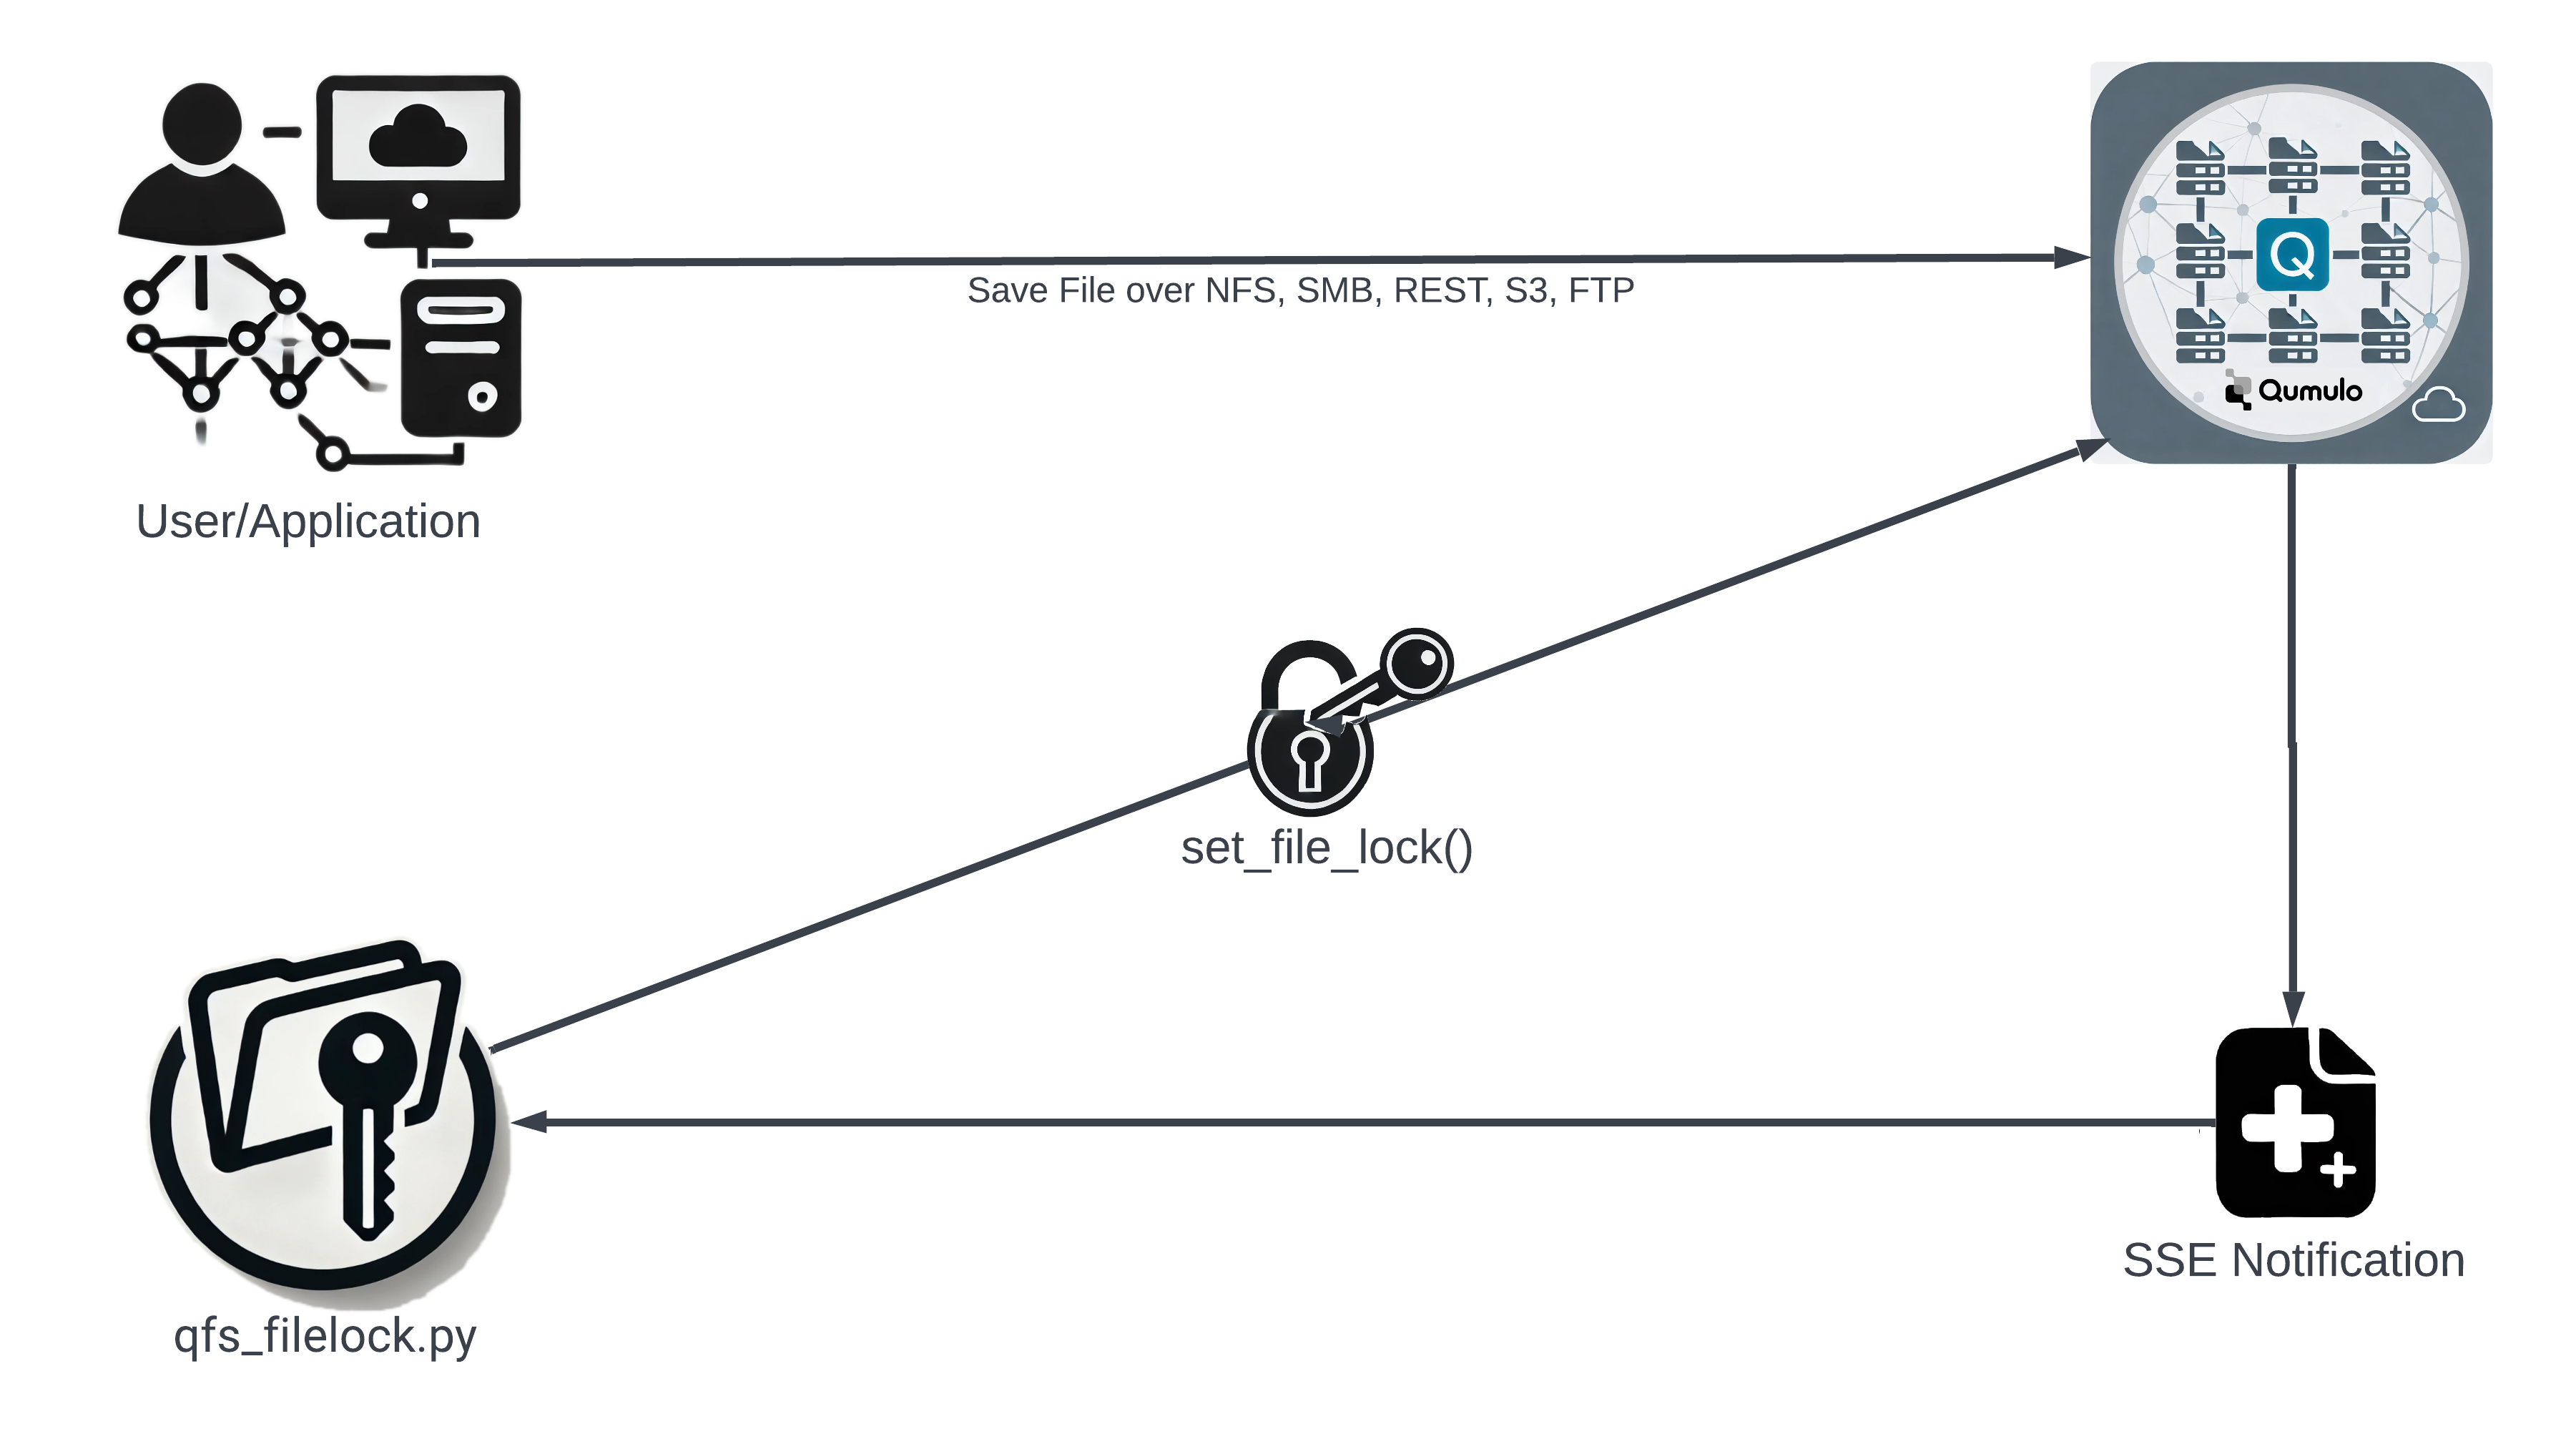 Save File over NFS, SMB, REST, S3, FTP
Q
Qumulo
User/Application
set_file_lock()
SSE Notification
qfs_filelock.py